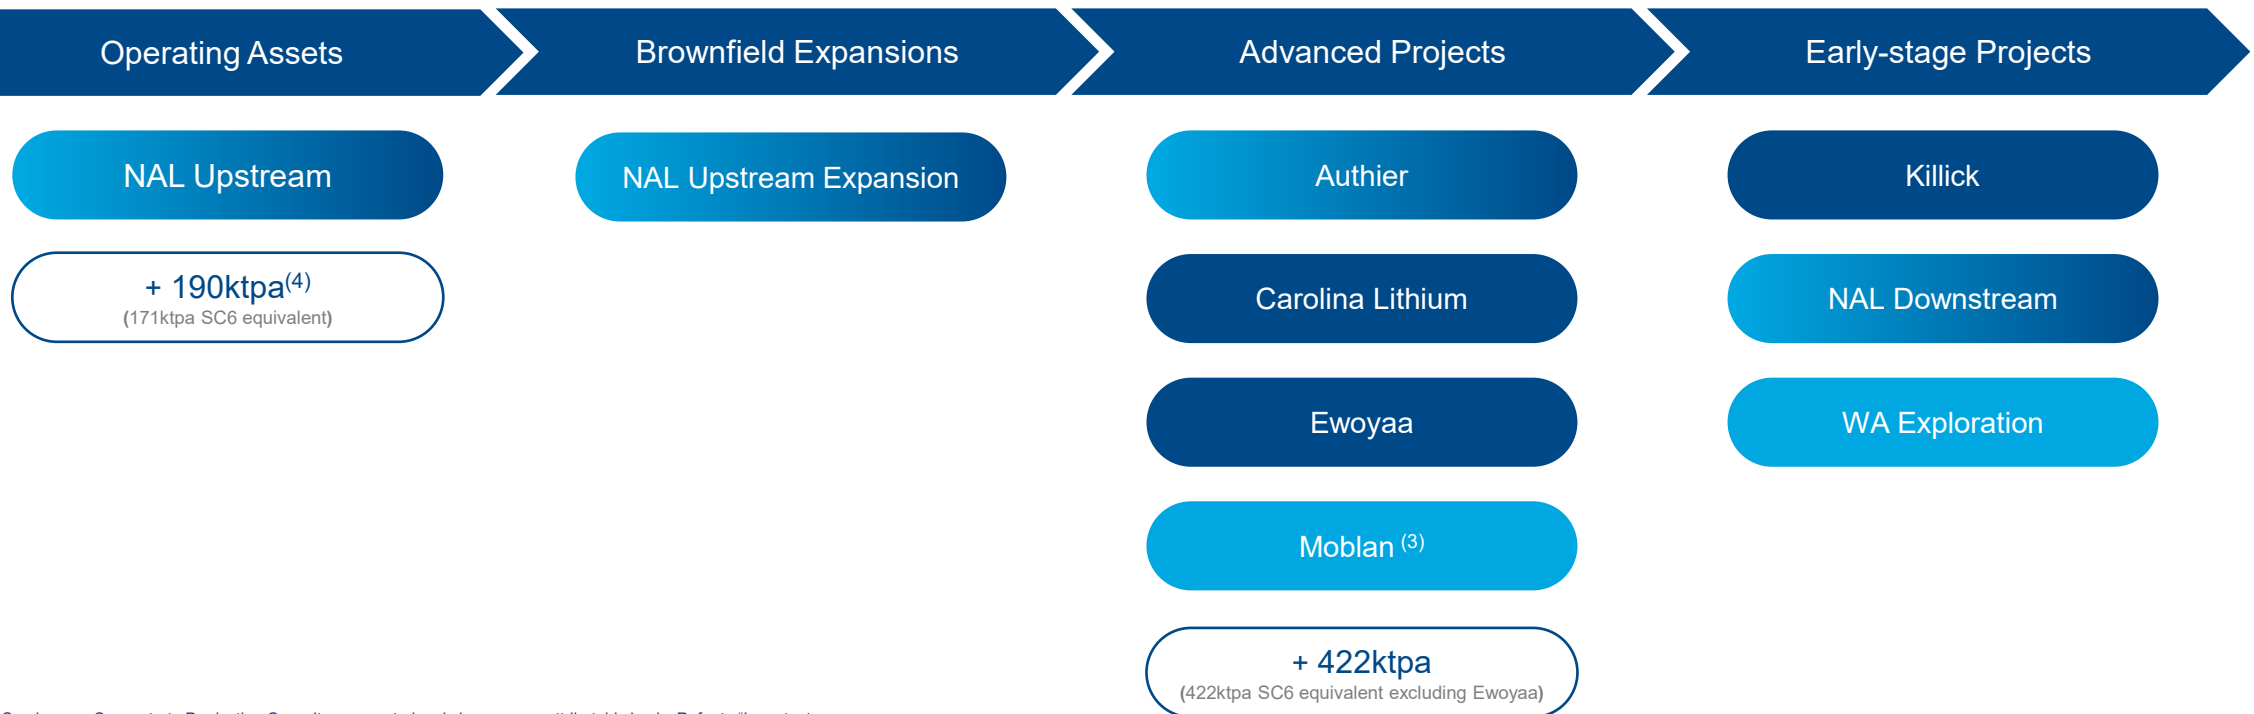 Operating Assets
Brownfield Expansions
Advanced Projects
Early-stage Projects
NAL Upstream
+ 190ktpa(4)
(171ktpa SC6 equivalent)
NAL Upstream Expansion
Authier
Carolina Lithium
Ewoyaa
Moblan (3)
+ 422ktpa
(422ktpa SC6 equivalent excluding Ewoyaa)
Killick
NAL Downstream
WA Exploration